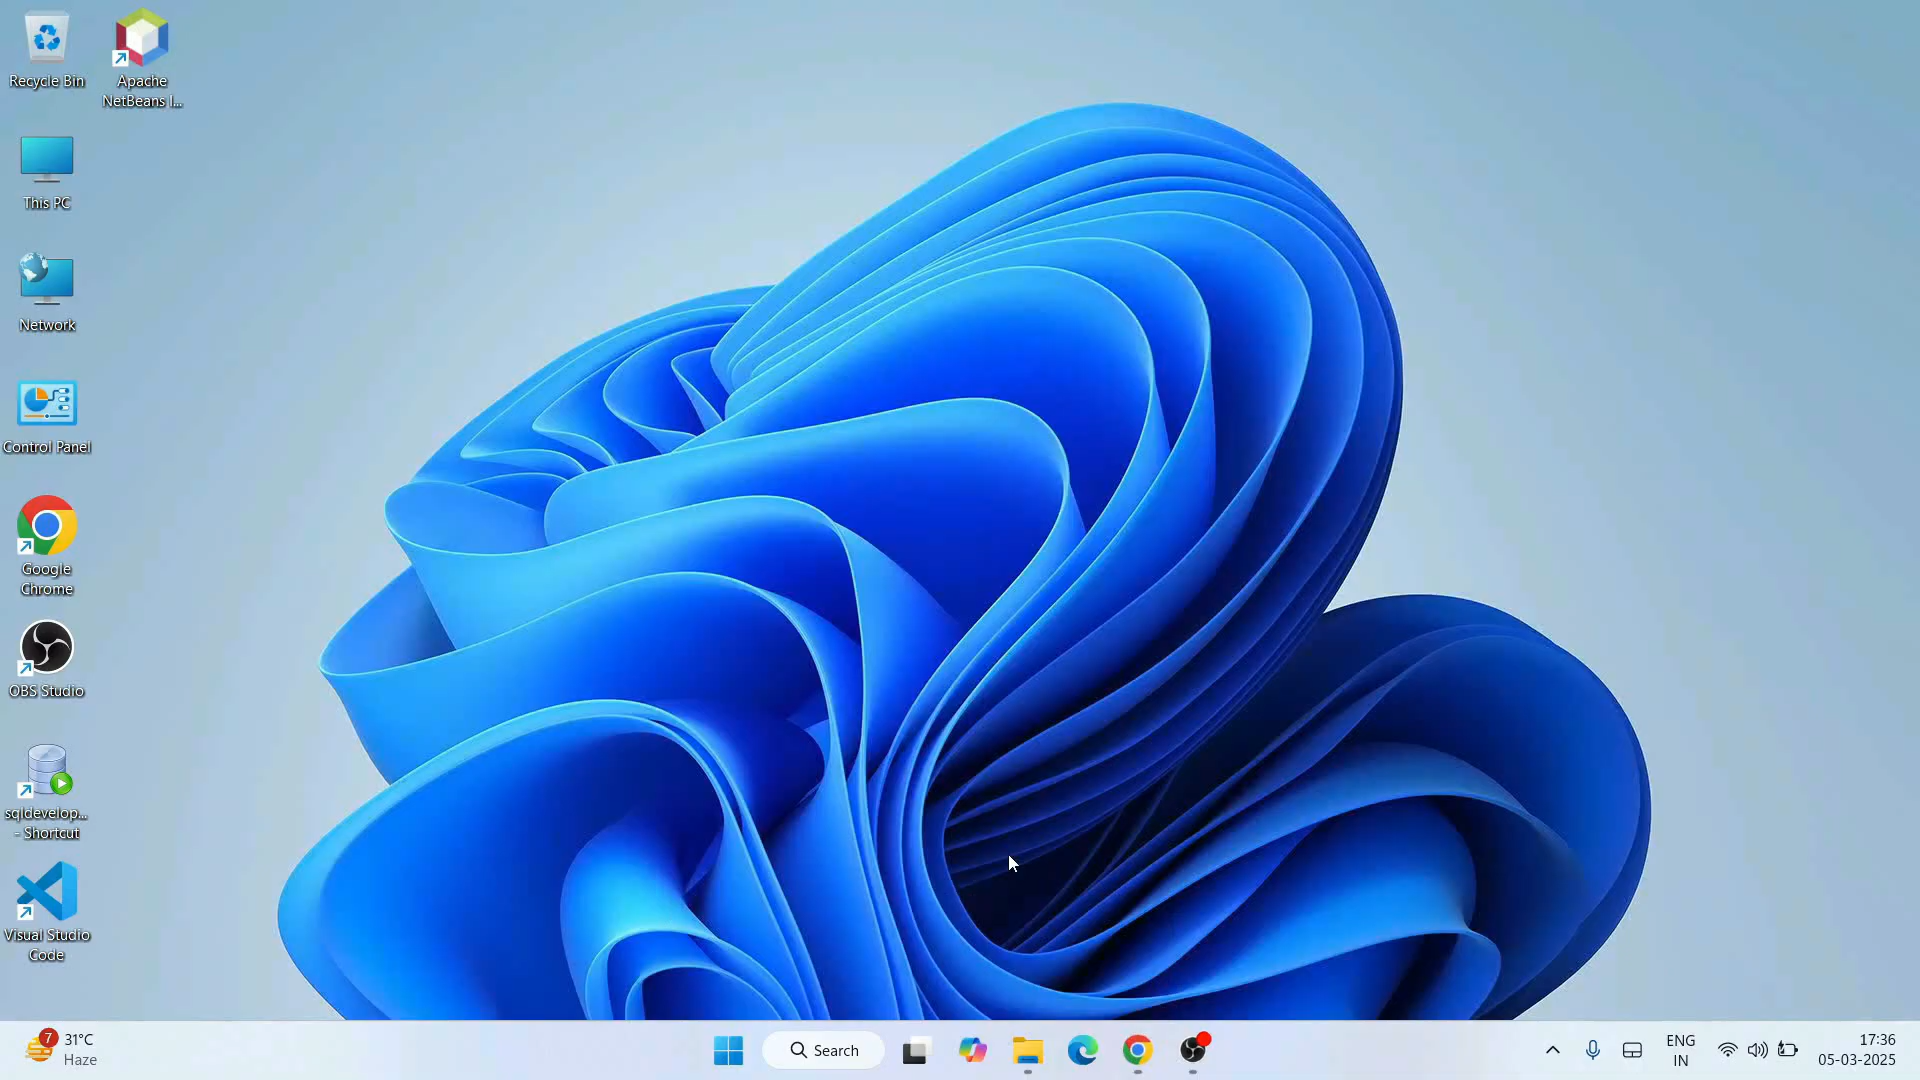 Recycle Bin
Apache
NetBeans I...
This PC
Network
Control Panel
Google
Chrome
OBS Studio
sqldevelop...
- Shortcut
Visual Studio
Code
7
31°C
Haze
Search
ENG
IN
17:36
05-03-2025